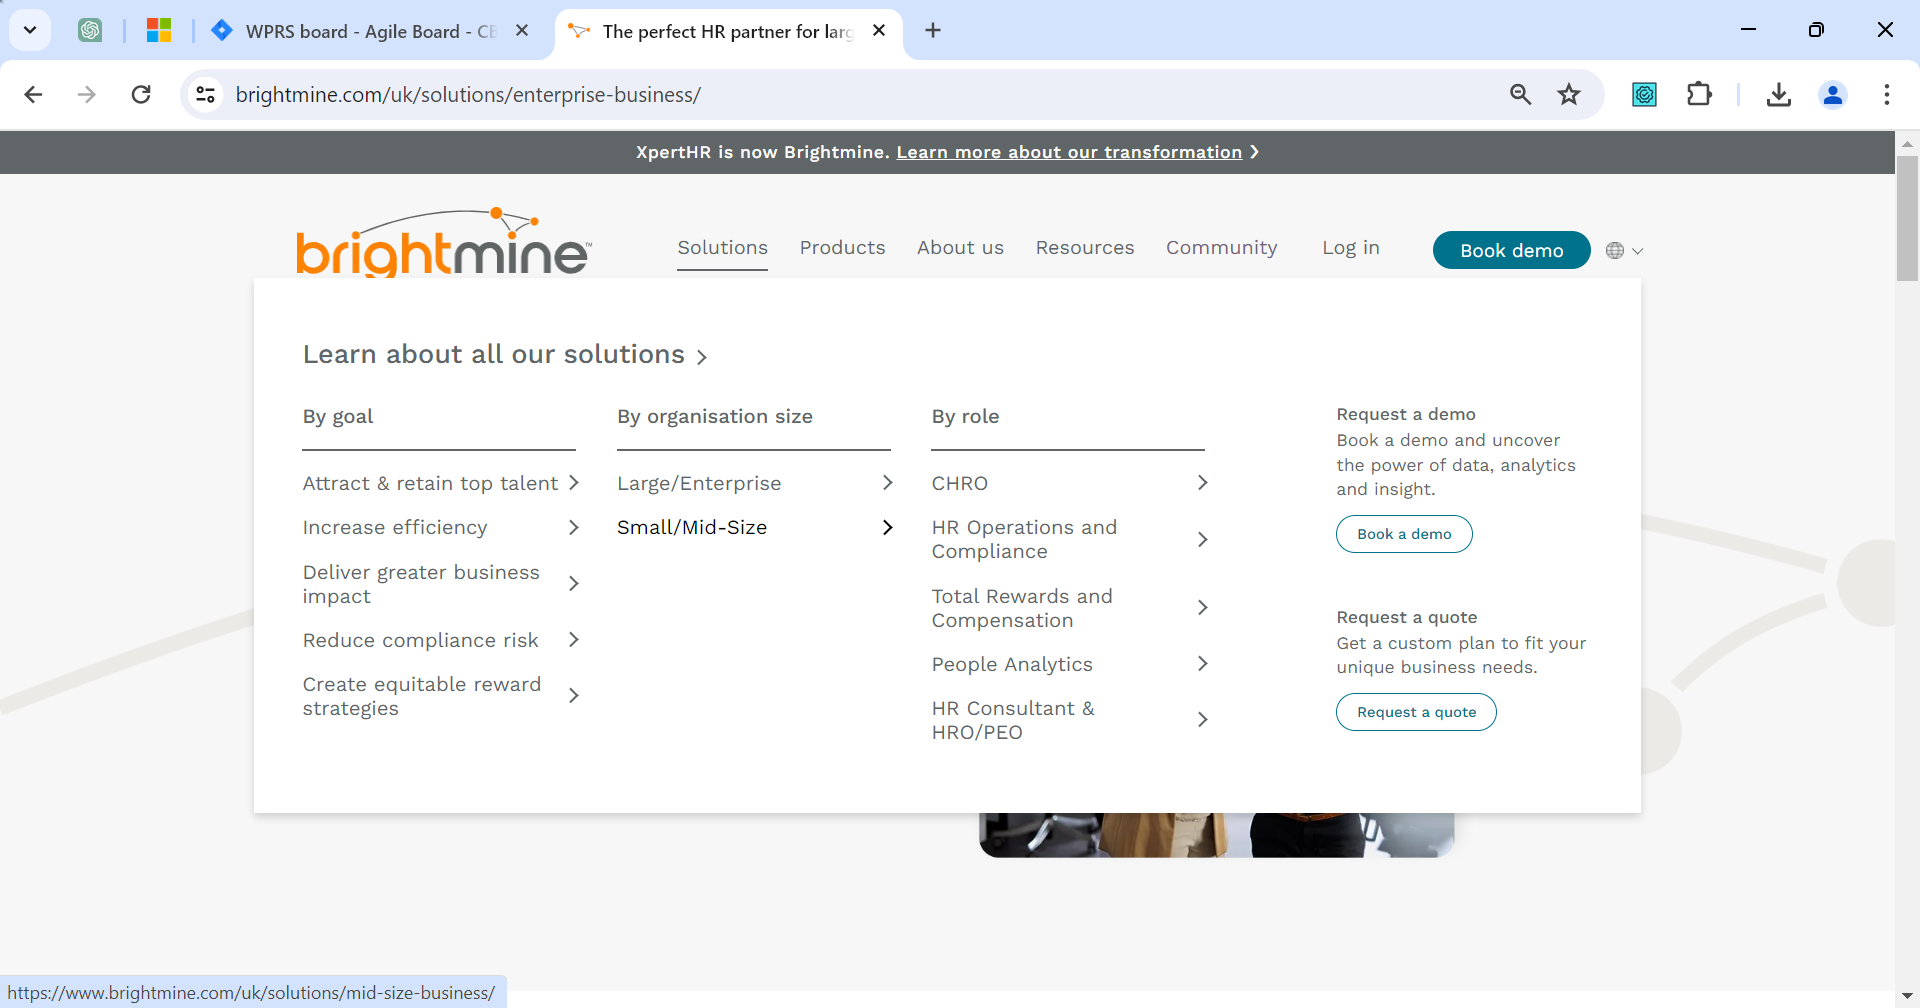 WPRS board - Agile Board - CE
The perfect HR partner for larg
brightmine.com/uk/solutions/enterprise-business/
XpertHR is now Brightmine. Learn more about our transformation
brightmine™
Solutions
Products
About us
Resources
Community
Log in
Book demo
Learn about all our solutions
By goal
Attract & retain top talent
Increase efficiency
Deliver greater business
impact
Reduce compliance risk
Create equitable reward
strategies
By organisation size
Large/Enterprise
Small/Mid-Size
By role
CHRO
HR Operations and
Compliance
Total Rewards and
Compensation
People Analytics
HR Consultant &
HRO/PEO
Request a demo
Book a demo and uncover
the power of data, analytics
and insight.
Book a demo
Request a quote
Get a custom plan to fit your
unique business needs.
Request a quote
https://www.brightmine.com/uk/solutions/mid-size-business/